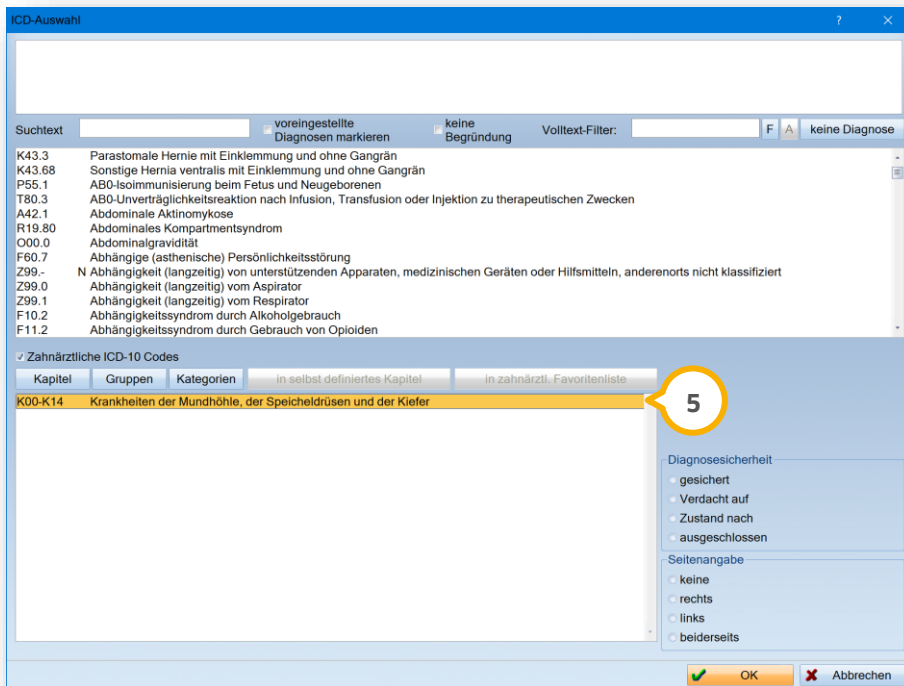 ICD-Auswahl ? ×
Suchtext
voreingestellte Diagnosen markieren
keine Begründung
Volltext-Filter: F A keine Diagnose
K43.3 Parastomale Hernie mit Einklemmung und ohne Gangrän
K43.68 Sonstige Hernia ventralis mit Einklemmung und ohne Gangrän
P55.1 AB0-Isoimmunisierung beim Fetus und Neugeborenen
T80.3 AB0-Unverträglichkeitsreaktion nach Infusion, Transfusion oder Injektion zu therapeutischen Zwecken
A42.1 Abdominale Aktinomykose
R19.80 Abdominales Kompartmentsyndrom
O00.0 Abdominalgravidität
F60.7 Abhängige (asthenische) Persönlichkeitsstörung
Z99.- N Abhängigkeit (langzeitig) von unterstützenden Apparaten, medizinischen Geräten oder Hilfsmitteln, anderenorts nicht klassifiziert
Z99.0 Abhängigkeit (langzeitig) vom Aspirator
Z99.1 Abhängigkeit (langzeitig) vom Respirator
F10.2 Abhängigkeitssyndrom durch Alkoholgebrauch
F11.2 Abhängigkeitssyndrom durch Gebrauch von Opioiden
Zahnärztliche ICD-10 Codes
Kapitel Gruppen Kategorien in selbst definiertes Kapitel in zahnärztl. Favoritenliste
K00-K14 Krankheiten der Mundhöhle, der Speicheldrüsen und der Kiefer
5
Diagnosesicherheit
gesichert
Verdacht auf
Zustand nach
ausgeschlossen
Seitenangabe
keine
rechts
links
beiderseits
OK Abbrechen